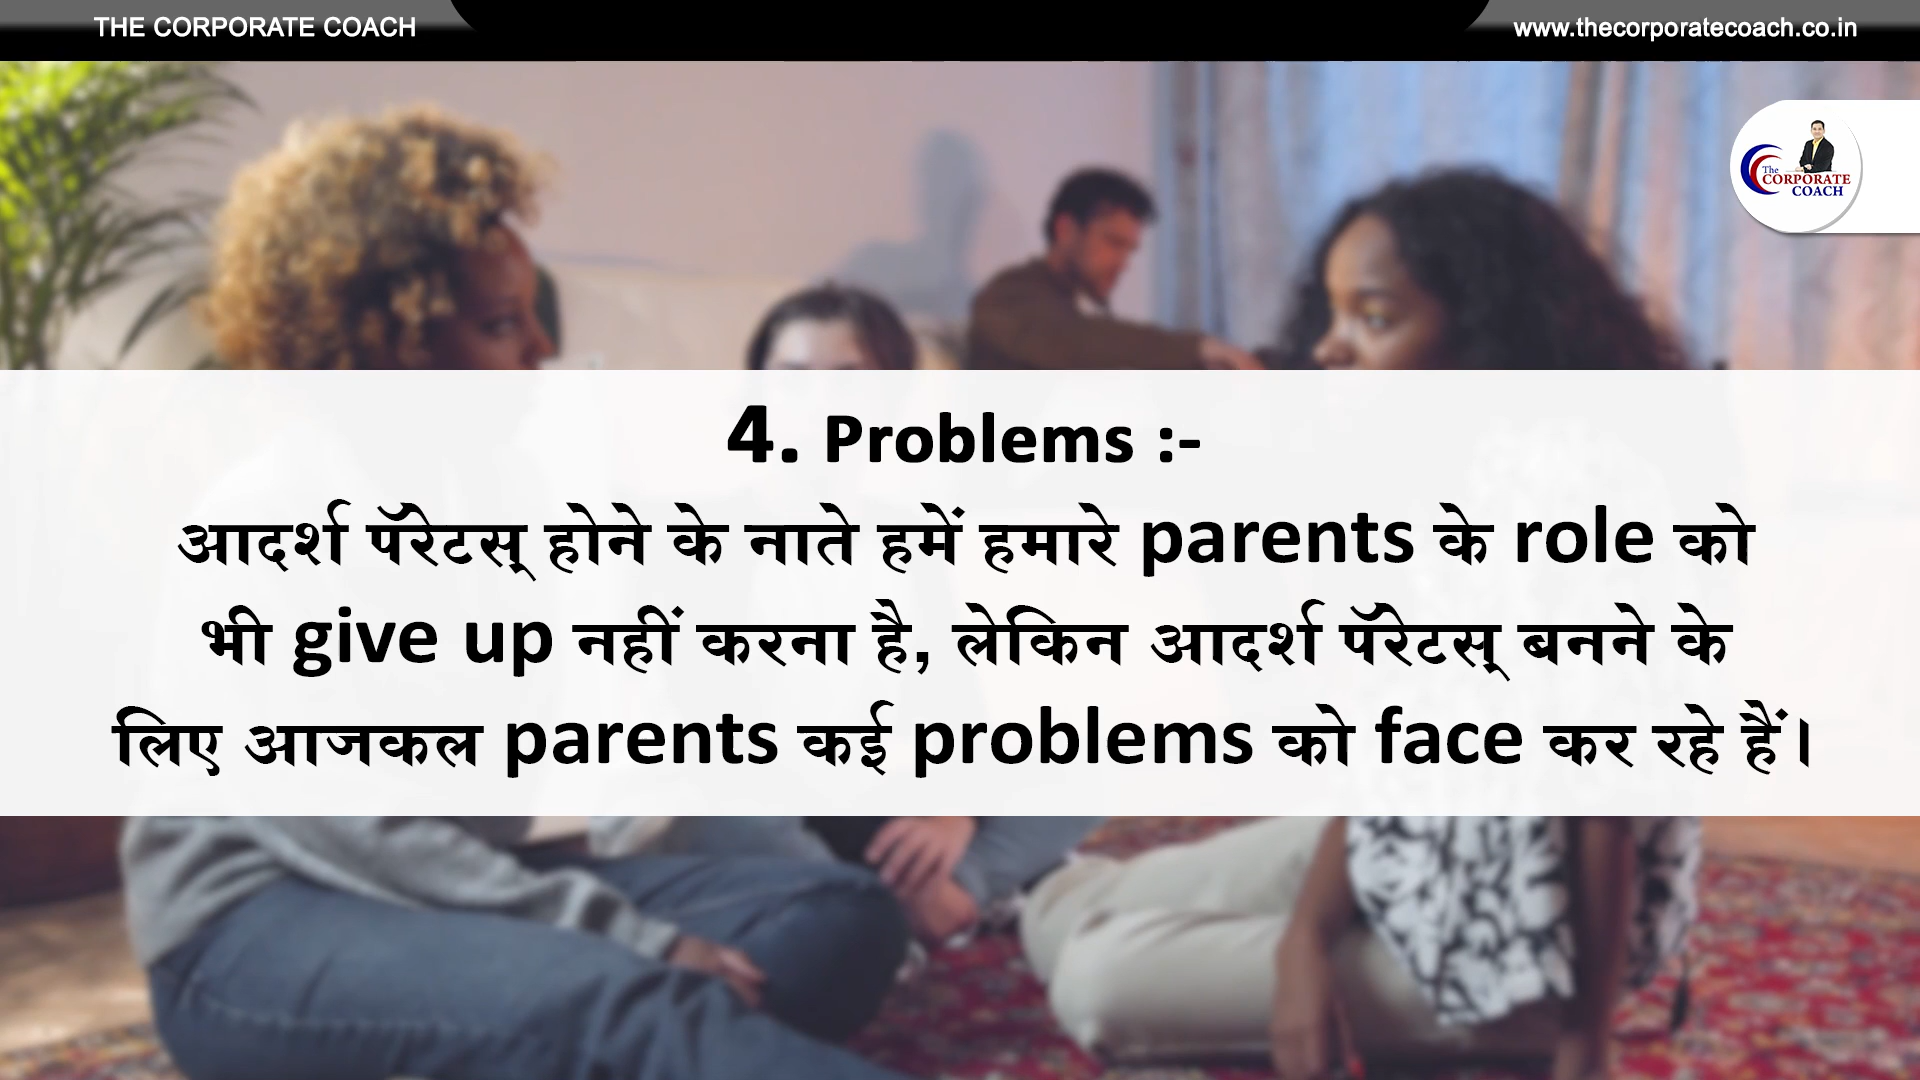 THE CORPORATE COACH
www.thecorporatecoach.co.in
The
CORPORATE
COACH
4. Problems :-
आदर्श पॅरेटस् होने के नाते हमें हमारे parents के role को
भी give up नहीं करना है, लेकिन आदर्श पॅरेटस् बनने के
लिए आजकल parents कई problems को face कर रहे हैं।